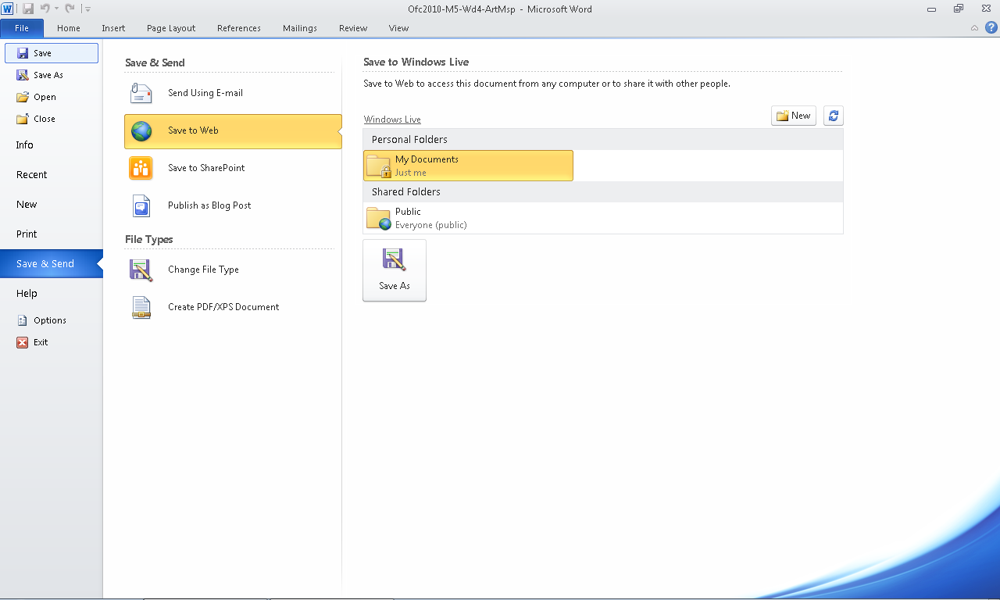 W
Ofc2010-M5-Wd4-ArtMsp - Microsoft Word
File Home Insert Page Layout References Mailings Review View
Save
Save As
Open
Close
Info
Recent
New
Print
Save & Send
Help
Options
Exit
Save & Send
Send Using E-mail
Save to Web
Save to SharePoint
Publish as Blog Post
File Types
Change File Type
Create PDF/XPS Document
Save to Windows Live
Save to Web to access this document from any computer or to share it with other people.
Windows Live
New
Personal Folders
My Documents
Just me
Shared Folders
Public
Everyone (public)
Save As